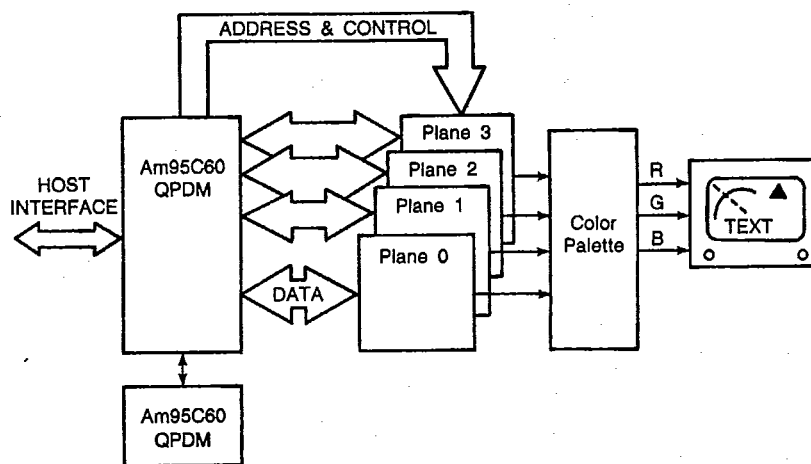 ADDRESS & CONTROL
Am95C60
QPDM
HOST
INTERFACE
Plane 3
Plane 2
Plane 1
Plane 0
DATA
Color
Palette
R
G
B
TEXT
Am95C60
QPDM